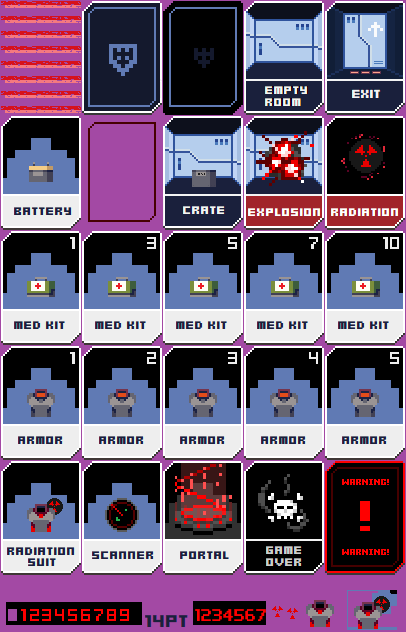 EMPTY
ROOM
EXIT
BATTERY
CRATE
EXPLOSION
RADIATION
1
3
5
7
10
MED KIT
MED KIT
MED KIT
MED KIT
MED KIT
1
2
3
4
5
ARMOR
ARMOR
ARMOR
ARMOR
ARMOR
WARNING!
!
WARNING!
RADIATION
SUIT
SCANNER
PORTAL
GAME
OVER
123456789
14PT
1234567